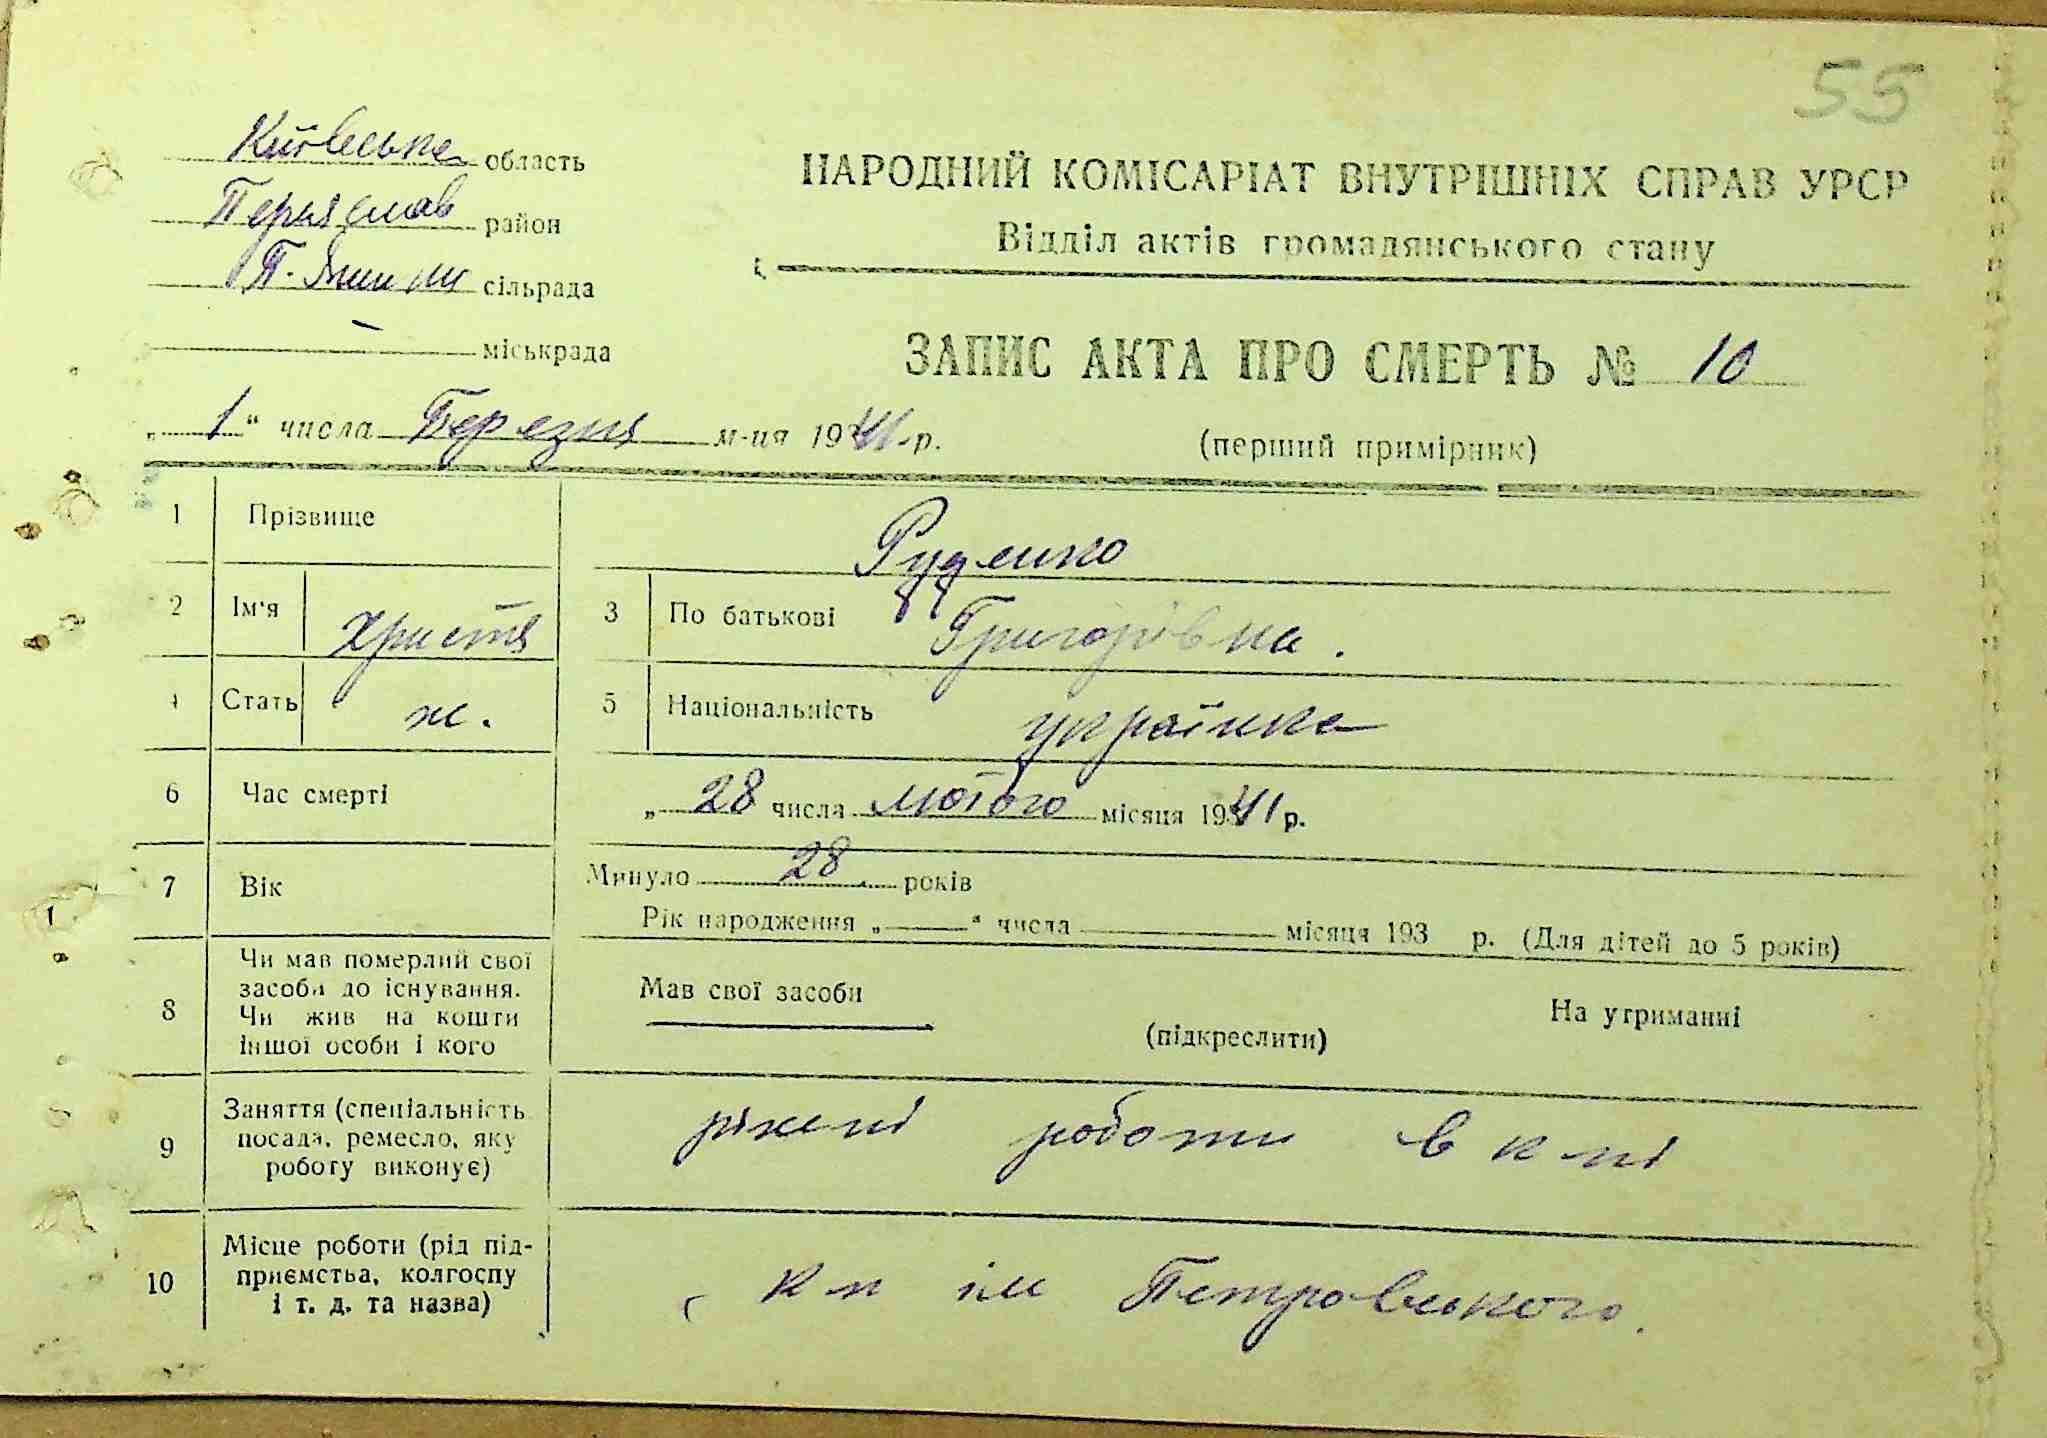 55
Київська область
Переяслав район
П. сільрада
– міськрада
НАРОДНИЙ КОМІСАРІАТ ВНУТРІШНІХ СПРАВ УРСР
Відділ актів громадянського стану
ЗАПИС АКТА ПРО СМЕРТЬ № 10
„ 1 “ числа Березня м-ця 1941 р.
(перший примірник)
1 Прізвище Руденко
2 Ім'я Христя 3 По батькові Григорівна.
4 Стать ж. 5 Національність українка
6 Час смерті „ 28 числа лютого місяця 1941 р.
7 Вік Минуло 28 років
Рік народження „ “ числа місяця 193 р. (Для дітей до 5 років)
8 Чи мав померлий свої
засоби до існування.
Чи жив на кошти
іншої особи і кого
Мав свої засоби
(підкреслити)
На утриманні
9 Заняття (спеціальність
посада, ремесло, яку
роботу виконує)
ріжні роботи в к
10 Місце роботи (рід під-
приємства, колгоспу
і т. д. та назва)
ім Петровського.